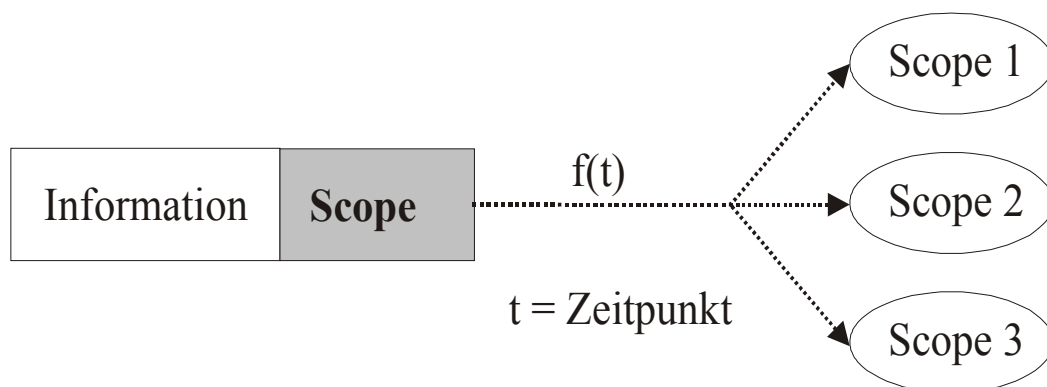 Information Scope
f(t)
t = Zeitpunkt
Scope 1
Scope 2
Scope 3